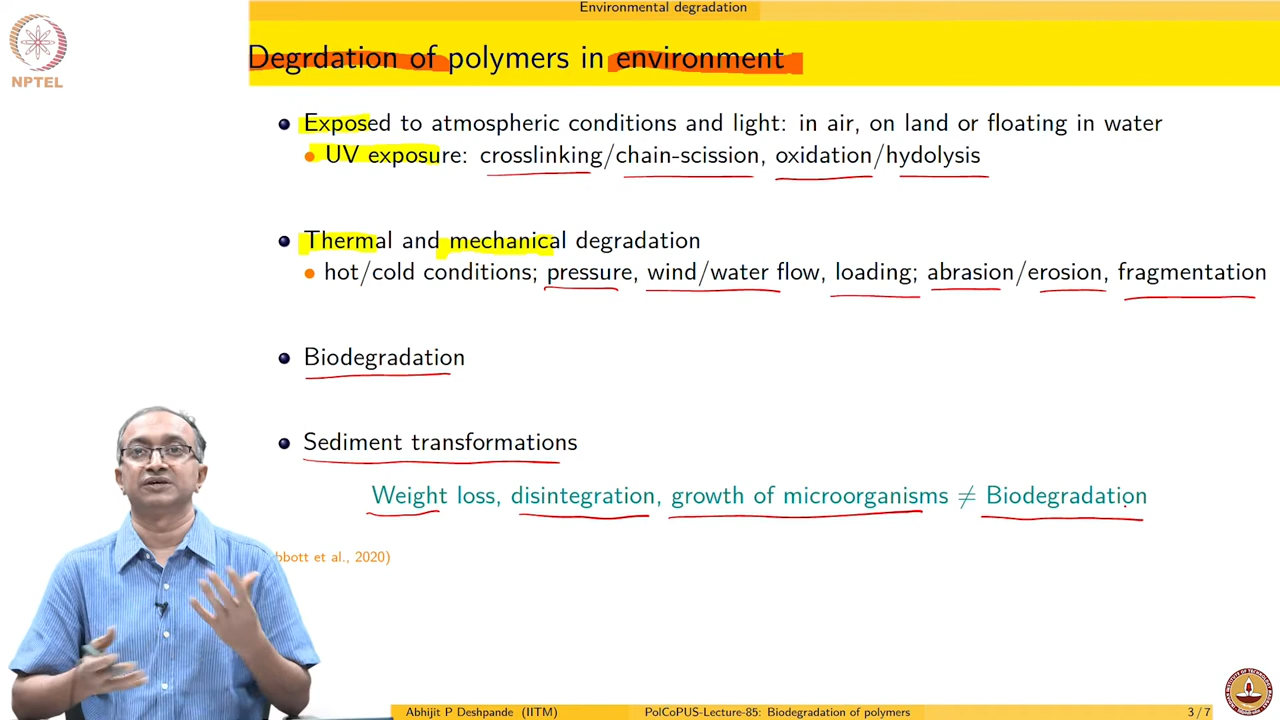 Environmental degradation
NPTEL
Degrdation of polymers in environment
Exposed to atmospheric conditions and light: in air, on land or floating in water
UV exposure: crosslinking/chain-scission, oxidation/hydolysis
Thermal and mechanical degradation
hot/cold conditions; pressure, wind/water flow, loading; abrasion/erosion, fragmentation
Biodegradation
Sediment transformations
Weight loss, disintegration, growth of microorganisms ≠ Biodegradation
bbott et al., 2020)
Abhijit P Deshpande (IITM) PolCoPUS-Lecture-85: Biodegradation of polymers 3 / 7